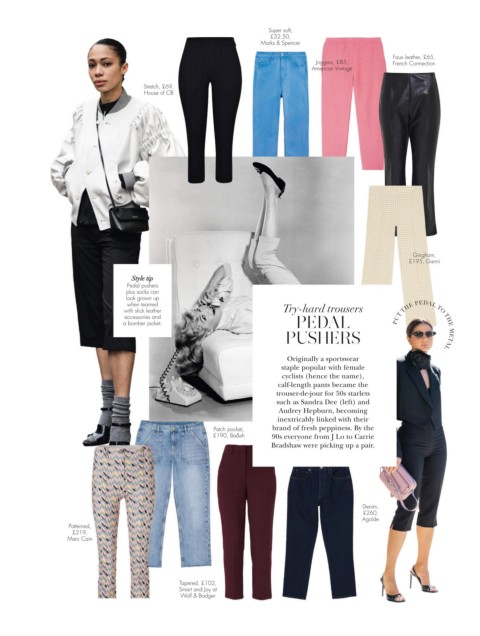 Super soft,
£32.50,
Marks & Spencer
Joggers, £81,
American Vintage
Faux leather, £65,
French Connection
Stretch, £69,
House of CB
Gingham,
£195, Ganni
Style tip
Pedal pushers
plus socks can
look grown up
when teamed
with slick leather
accessories and
a bomber jacket.
Try-hard trousers
PEDAL
PUSHERS
Originally a sportswear
staple popular with female
cyclists (hence the name),
calf-length pants became the
trouser-de-jour for 50s starlets
such as Sandra Dee (left) and
Audrey Hepburn, becoming
inextricably linked with their
brand of fresh peppiness. By the
90s everyone from J Lo to Carrie
Bradshaw were picking up a pair.
PUT THE PEDAL TO THE METAL
Patch pocket,
£190, Ba&sh
Patterned,
£219,
Marc Cain
Denim,
£260,
Agolde
Tapered, £102,
Smart and Joy at
Wolf & Badger